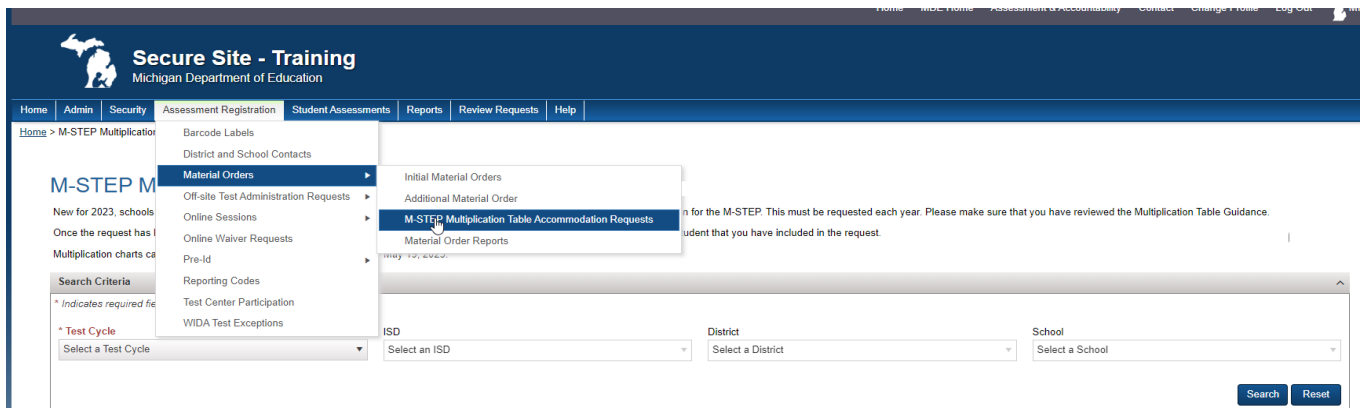 Home MDE Home Assessment & Accountability Contact Change Profile Log Out
Secure Site - Training
Michigan Department of Education
Home Admin Security Assessment Registration Student Assessments Reports Review Requests Help
Home > M-STEP Multiplication
Barcode Labels
District and School Contacts
Material Orders
Off-site Test Administration Requests
Online Sessions
Online Waiver Requests
Pre-Id
Reporting Codes
Test Center Participation
WIDA Test Exceptions
Initial Material Orders
Additional Material Order
M-STEP Multiplication Table Accommodation Requests
Material Order Reports
M-STEP M
New for 2023, schools n for the M-STEP. This must be requested each year. Please make sure that you have reviewed the Multiplication Table Guidance.
Once the request has udent that you have included in the request.
Multiplication charts ca May 19, 2023.
Search Criteria
* Indicates required fie
* Test Cycle ISD District School
Select a Test Cycle Select an ISD Select a District Select a School
Search Reset